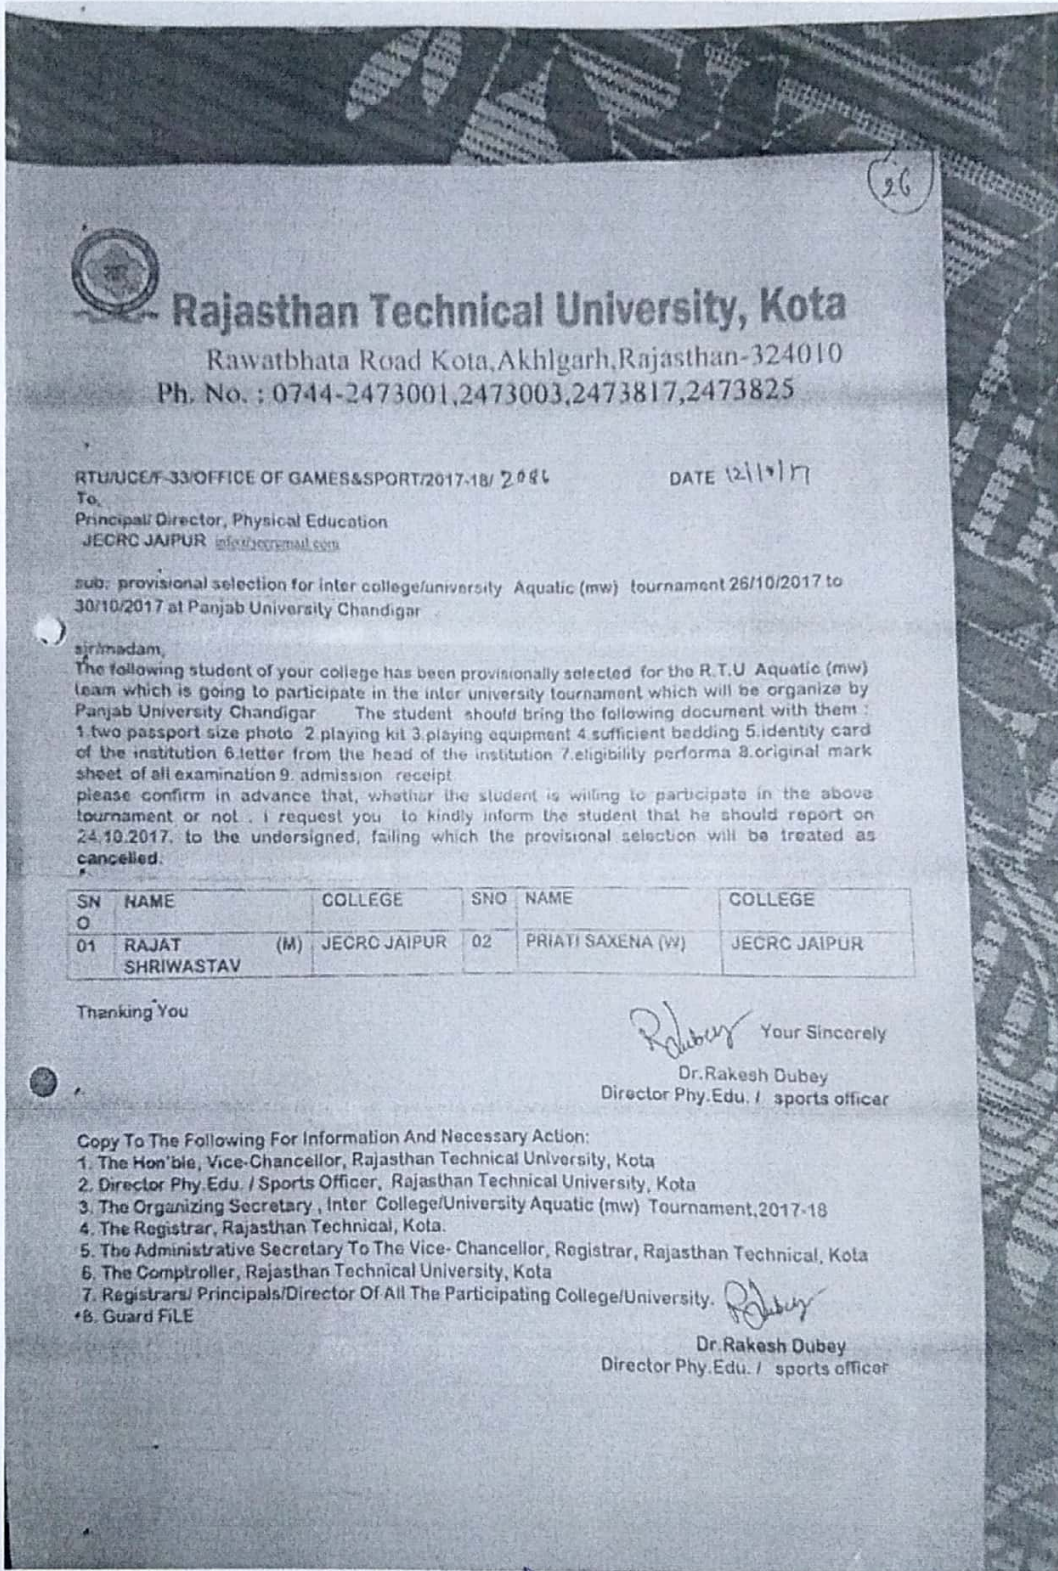 26
Rajasthan Technical University, Kota
Rawatbhata Road Kota,Akhlgarh,Rajasthan-324010
Ph. No. : 0744-2473001,2473003,2473817,2473825
RTU/UCE/F-33/OFFICE OF GAMES&SPORT/2017-18/ 2086 DATE 12/10/17
To,
Principal/ Director, Physical Education
JECRC JAIPUR
sub: provisional selection for inter college/university Aquatic (mw) tournament 26/10/2017 to
30/10/2017 at Panjab University Chandigar
sir/madam,
The following student of your college has been provisionally selected for the R.T.U Aquatic (mw)
team which is going to participate in the inter university tournament which will be organize by
Panjab University Chandigar The student should bring the following document with them :
1.two passport size photo 2.playing kit 3.playing equipment 4.sufficient bedding 5.identity card
of the institution 6.letter from the head of the institution 7.eligibility performa 8.original mark
sheet of all examination 9. admission receipt
please confirm in advance that, whether the student is willing to participate in the above
tournament or not . i request you to kindly inform the student that he should report on
24.10.2017. to the undersigned, failing which the provisional selection will be treated as
cancelled.
SN NAME COLLEGE SNO NAME COLLEGE
O
01 RAJAT (M) JECRC JAIPUR 02 PRIATI SAXENA (W) JECRC JAIPUR
SHRIWASTAV
Thanking You
RDubey Your Sincerely
Dr.Rakesh Dubey
Director Phy.Edu. / sports officer
Copy To The Following For Information And Necessary Action:
1. The Hon'ble, Vice-Chancellor, Rajasthan Technical University, Kota
2. Director Phy.Edu. / Sports Officer, Rajasthan Technical University, Kota
3. The Organizing Secretary , Inter College/University Aquatic (mw) Tournament,2017-18
4. The Registrar, Rajasthan Technical, Kota.
5. The Administrative Secretary To The Vice- Chancellor, Registrar, Rajasthan Technical, Kota
6. The Comptroller, Rajasthan Technical University, Kota
7. Registrars/ Principals/Director Of All The Participating College/University.
8. Guard FiLE
RDubey
Dr.Rakesh Dubey
Director Phy.Edu. / sports officer